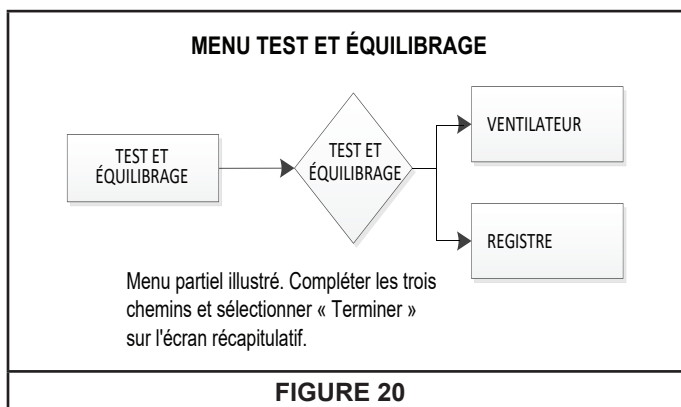 MENU TEST ET ÉQUILIBRAGE
TEST ET
ÉQUILIBRAGE
TEST ET
ÉQUILIBRAGE
VENTILATEUR
REGISTRE
Menu partiel illustré. Compléter les trois
chemins et sélectionner « Terminer »
sur l'écran récapitulatif.
FIGURE 20